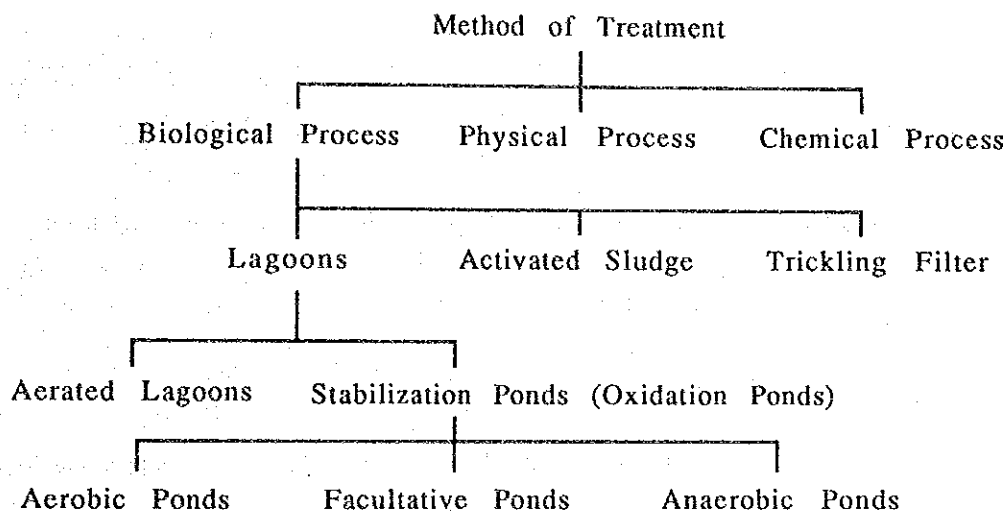 Method of Treatment
Biological Process Physical Process Chemical Process
Lagoons Activated Sludge Trickling Filter
Aerated Lagoons Stabilization Ponds (Oxidation Ponds)
Aerobic Ponds Facultative Ponds Anaerobic Ponds